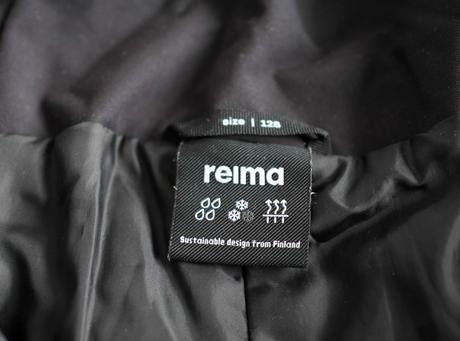 size | 128
reima
Sustainable design from Finland